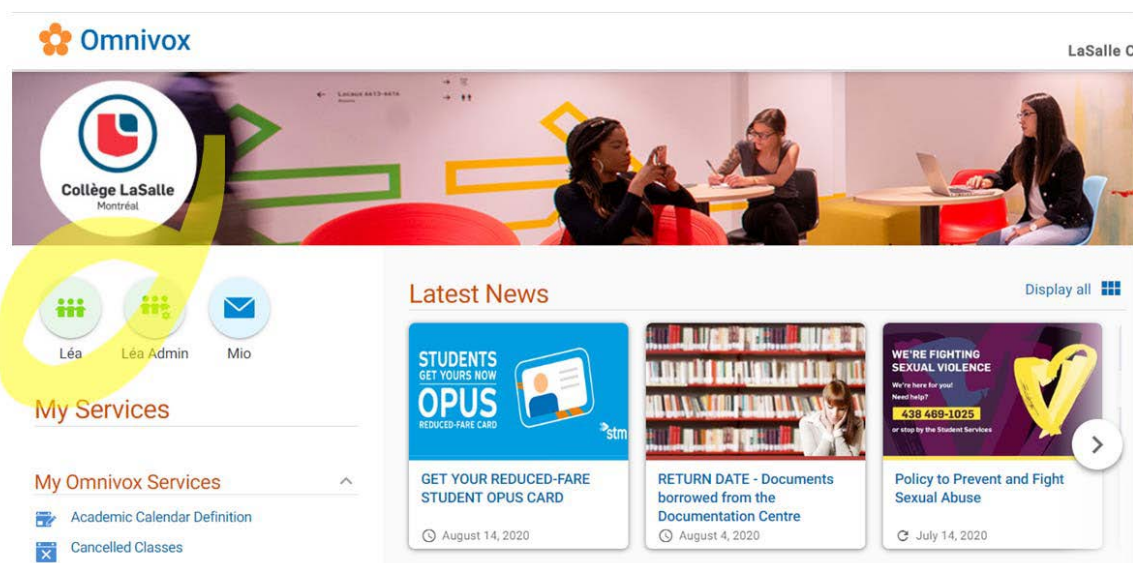 Omnivox
LaSalle C
Locaux 6613-6616
Collège LaSalle
Montréal
Léa
Léa Admin
Mio
My Services
My Omnivox Services
Academic Calendar Definition
Cancelled Classes
Latest News
Display all
STUDENTS
GET YOURS NOW
OPUS
REDUCED-FARE CARD
stm
GET YOUR REDUCED-FARE
STUDENT OPUS CARD
August 14, 2020
RETURN DATE - Documents
borrowed from the
Documentation Centre
August 4, 2020
WE'RE FIGHTING
SEXUAL VIOLENCE
We're here for you!
Need help?
438 469-1025
or stop by the Student Services
Policy to Prevent and Fight
Sexual Abuse
July 14, 2020